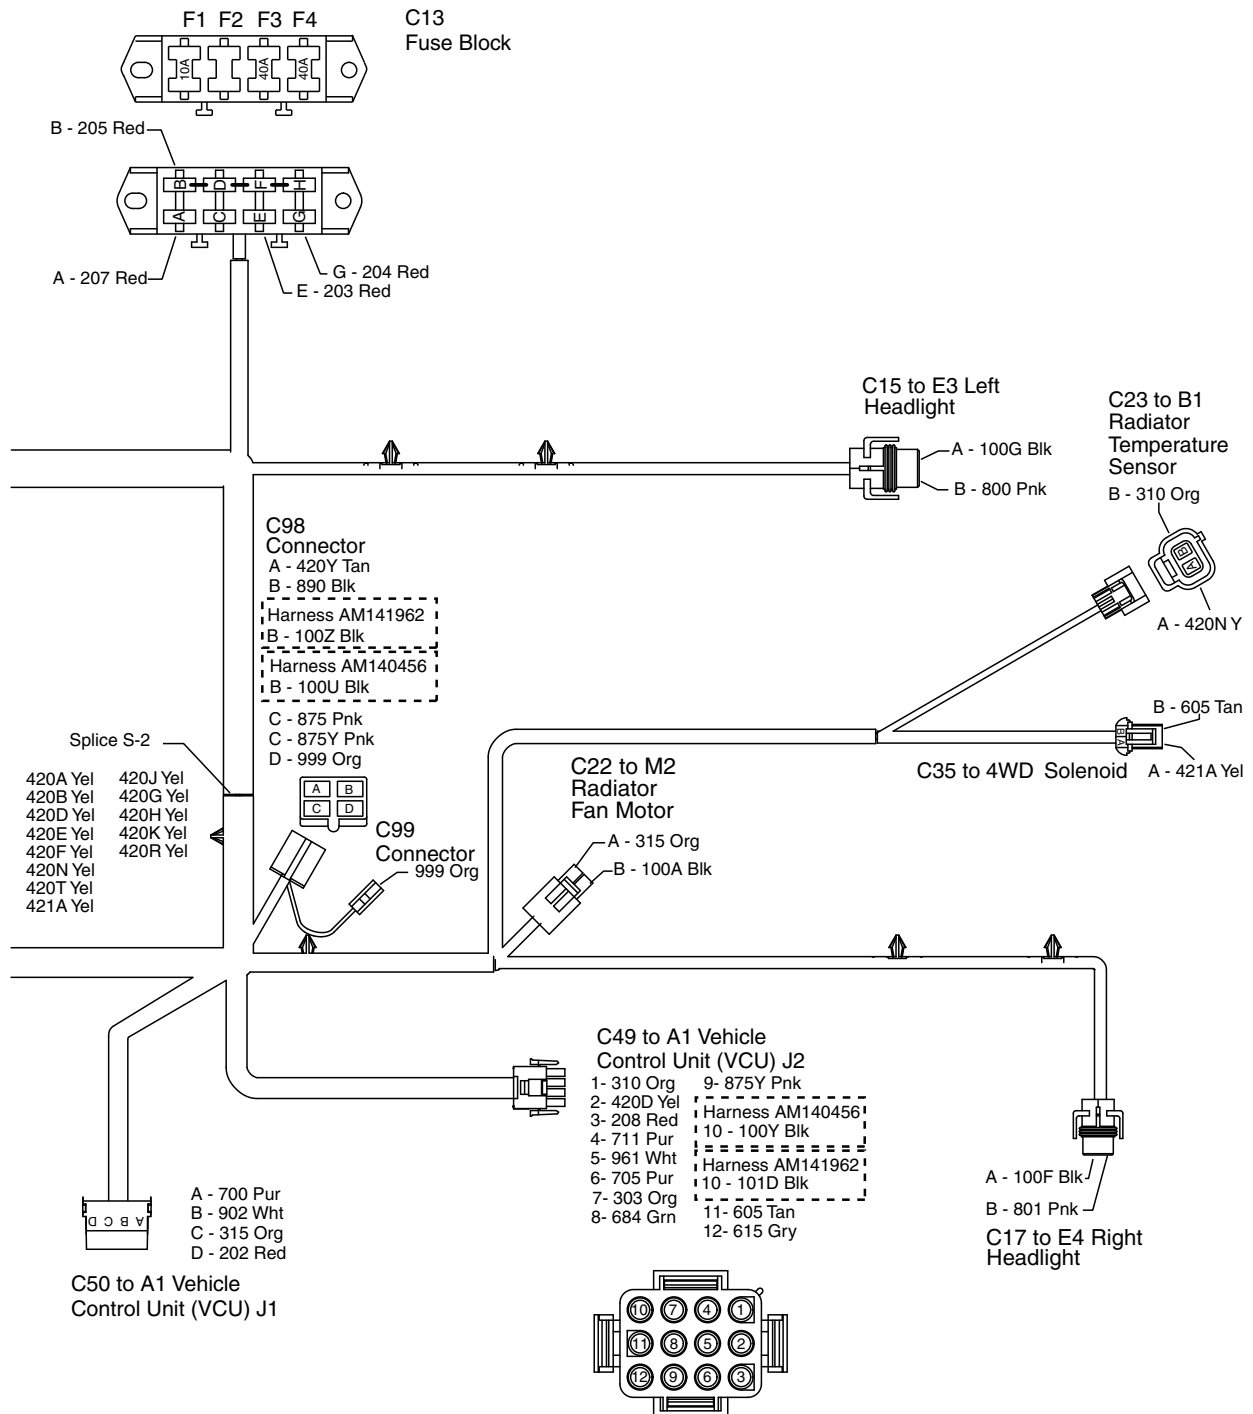 F1 F2 F3 F4
C13
Fuse Block
10A
40A
40A
B - 205 Red
B
D
F
H
A
C
E
G
A - 207 Red
G - 204 Red
E - 203 Red
C15 to E3 Left
Headlight
A - 100G Blk
B - 800 Pnk
C23 to B1
Radiator
Temperature
Sensor
B - 310 Org
B
A
A - 420N Y
C98
Connector
A - 420Y Tan
B - 890 Blk
Harness AM141962
B - 100Z Blk
Harness AM140456
B - 100U Blk
C - 875 Pnk
C - 875Y Pnk
D - 999 Org
A B
C D
Splice S-2
420A Yel 420J Yel
420B Yel 420G Yel
420D Yel 420H Yel
420E Yel 420K Yel
420F Yel 420R Yel
420N Yel
420T Yel
421A Yel
C99
Connector
999 Org
C22 to M2
Radiator
Fan Motor
A - 315 Org
B - 100A Blk
B - 605 Tan
B
A
C35 to 4WD Solenoid
A - 421A Yel
C49 to A1 Vehicle
Control Unit (VCU) J2
1- 310 Org
2- 420D Yel
3- 208 Red
4- 711 Pur
5- 961 Wht
6- 705 Pur
7- 303 Org
8- 684 Grn
9- 875Y Pnk
Harness AM140456
10 - 100Y Blk
Harness AM141962
10 - 101D Blk
11- 605 Tan
12- 615 Gry
A - 100F Blk
B - 801 Pnk
C17 to E4 Right
Headlight
A B C D
A - 700 Pur
B - 902 Wht
C - 315 Org
D - 202 Red
C50 to A1 Vehicle
Control Unit (VCU) J1
10 7 4 1
11 8 5 2
12 9 6 3